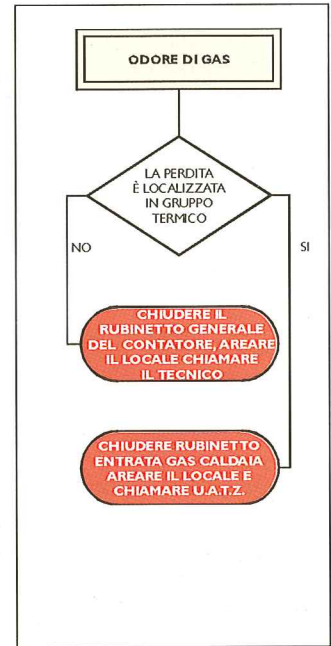 ODORE DI GAS
LA PERDITA
È LOCALIZZATA
IN GRUPPO
TERMICO
NO
SI
CHIUDERE IL
RUBINETTO GENERALE
DEL CONTATORE, AREARE
IL LOCALE CHIAMARE
IL TECNICO
CHIUDERE RUBINETTO
ENTRATA GAS CALDAIA
AREARE IL LOCALE E
CHIAMARE U.A.T.Z.